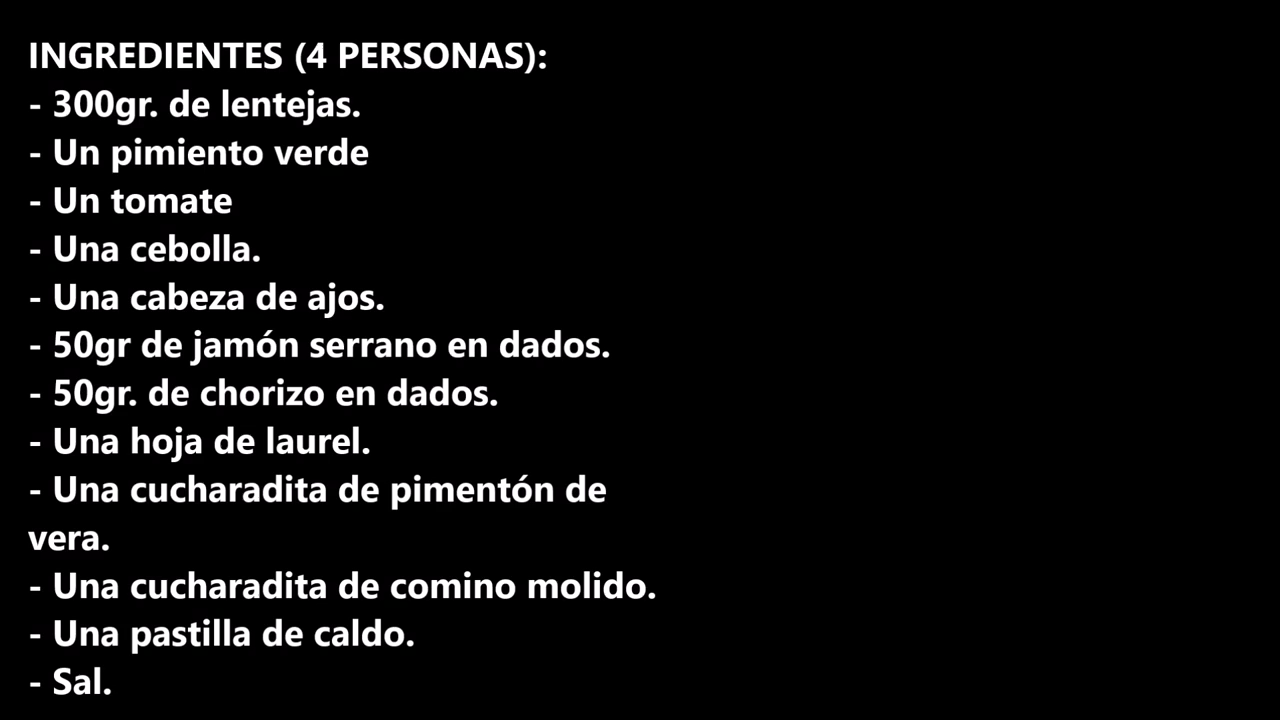 INGREDIENTES (4 PERSONAS):
- 300gr. de lentejas.
- Un pimiento verde
- Un tomate
- Una cebolla.
- Una cabeza de ajos.
- 50gr de jamón serrano en dados.
- 50gr. de chorizo en dados.
- Una hoja de laurel.
- Una cucharadita de pimentón de
vera.
- Una cucharadita de comino molido.
- Una pastilla de caldo.
- Sal.